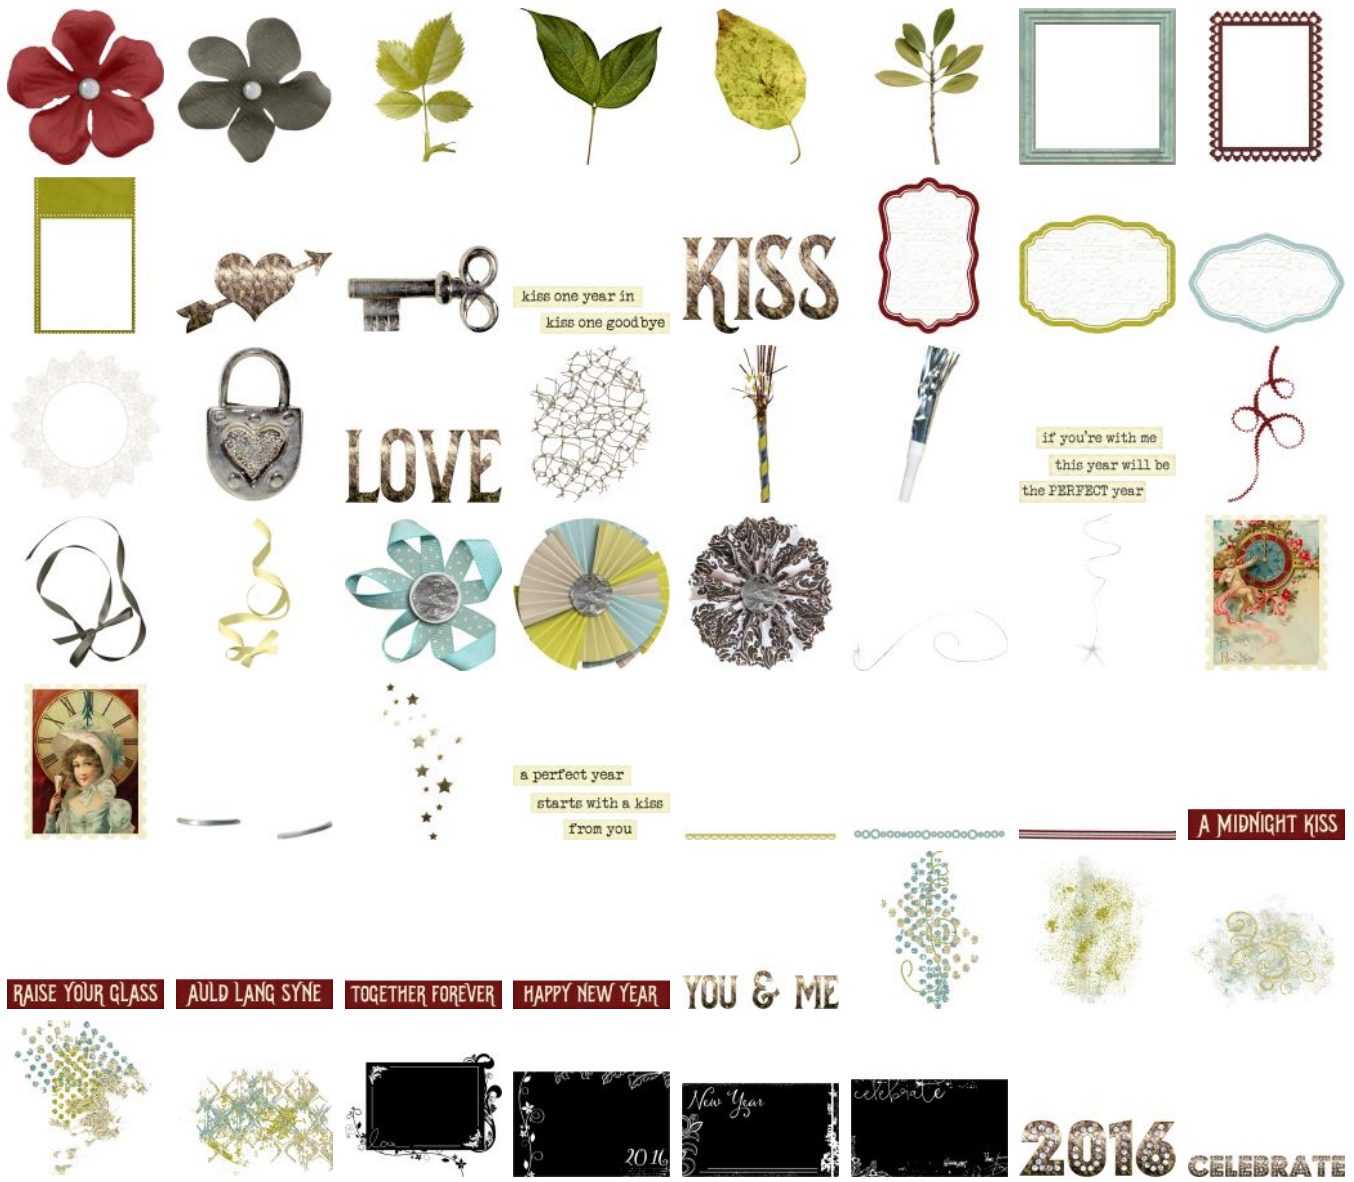 kiss one year in
kiss one goodbye
KISS
LOVE
if you're with me
this year will be
the PERFECT year
a perfect year
starts with a kiss
from you
A MIDNIGHT KISS
RAISE YOUR GLASS
AULD LANG SYNE
TOGETHER FOREVER
HAPPY NEW YEAR
YOU & ME
2016
New Year
celebrate
2016
CELEBRATE